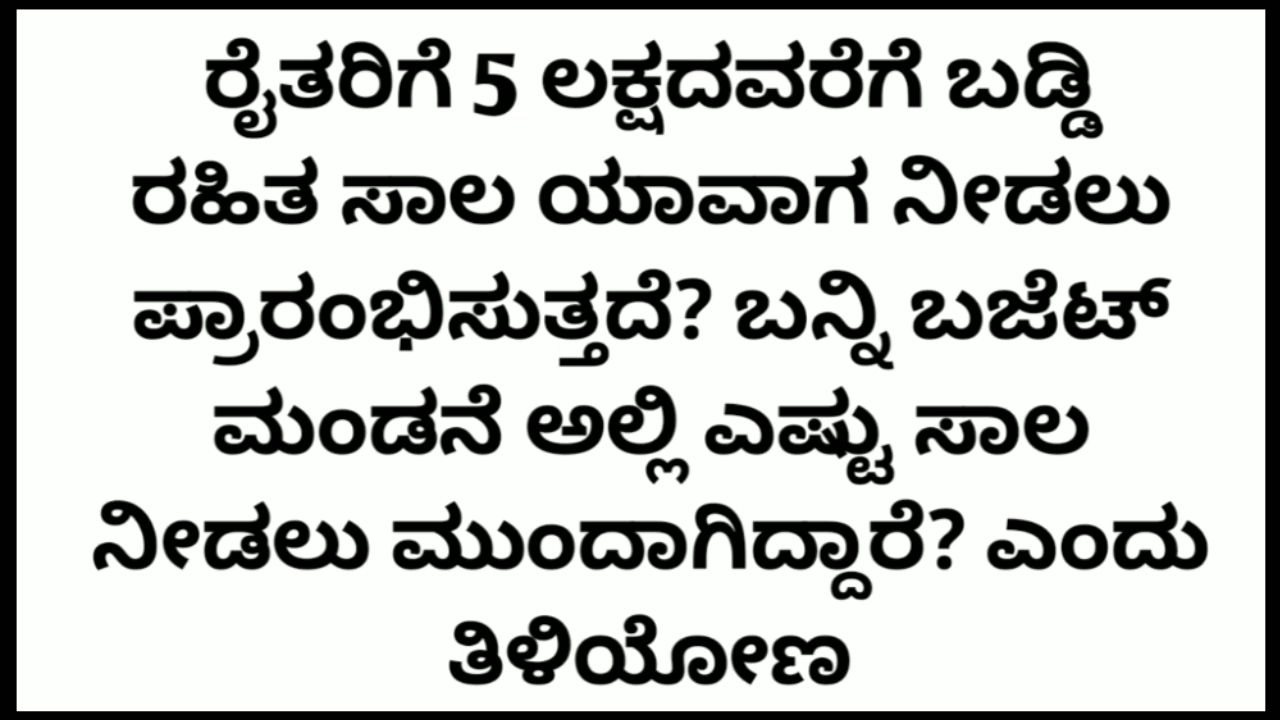 ರೈತರಿಗೆ 5 ಲಕ್ಷದವರೆಗೆ ಬಡ್ಡಿ
ರಹಿತ ಸಾಲ ಯಾವಾಗ ನೀಡಲು
ಪ್ರಾರಂಭಿಸುತ್ತದೆ? ಬನ್ನಿ ಬಜೆಟ್
ಮಂಡನೆ ಅಲ್ಲಿ ಎಷ್ಟು ಸಾಲ
ನೀಡಲು ಮುಂದಾಗಿದ್ದಾರೆ? ಎಂದು
ತಿಳಿಯೋಣ